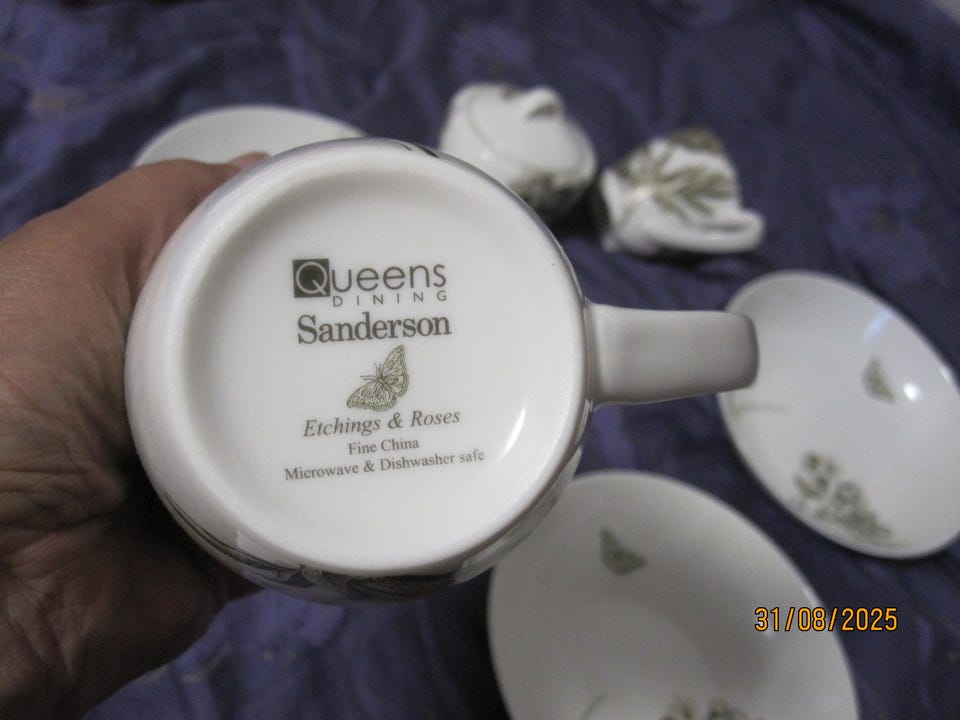 Queens
DINING
Sanderson
Etchings & Roses
Fine China
Microwave & Dishwasher safe
31/08/2025